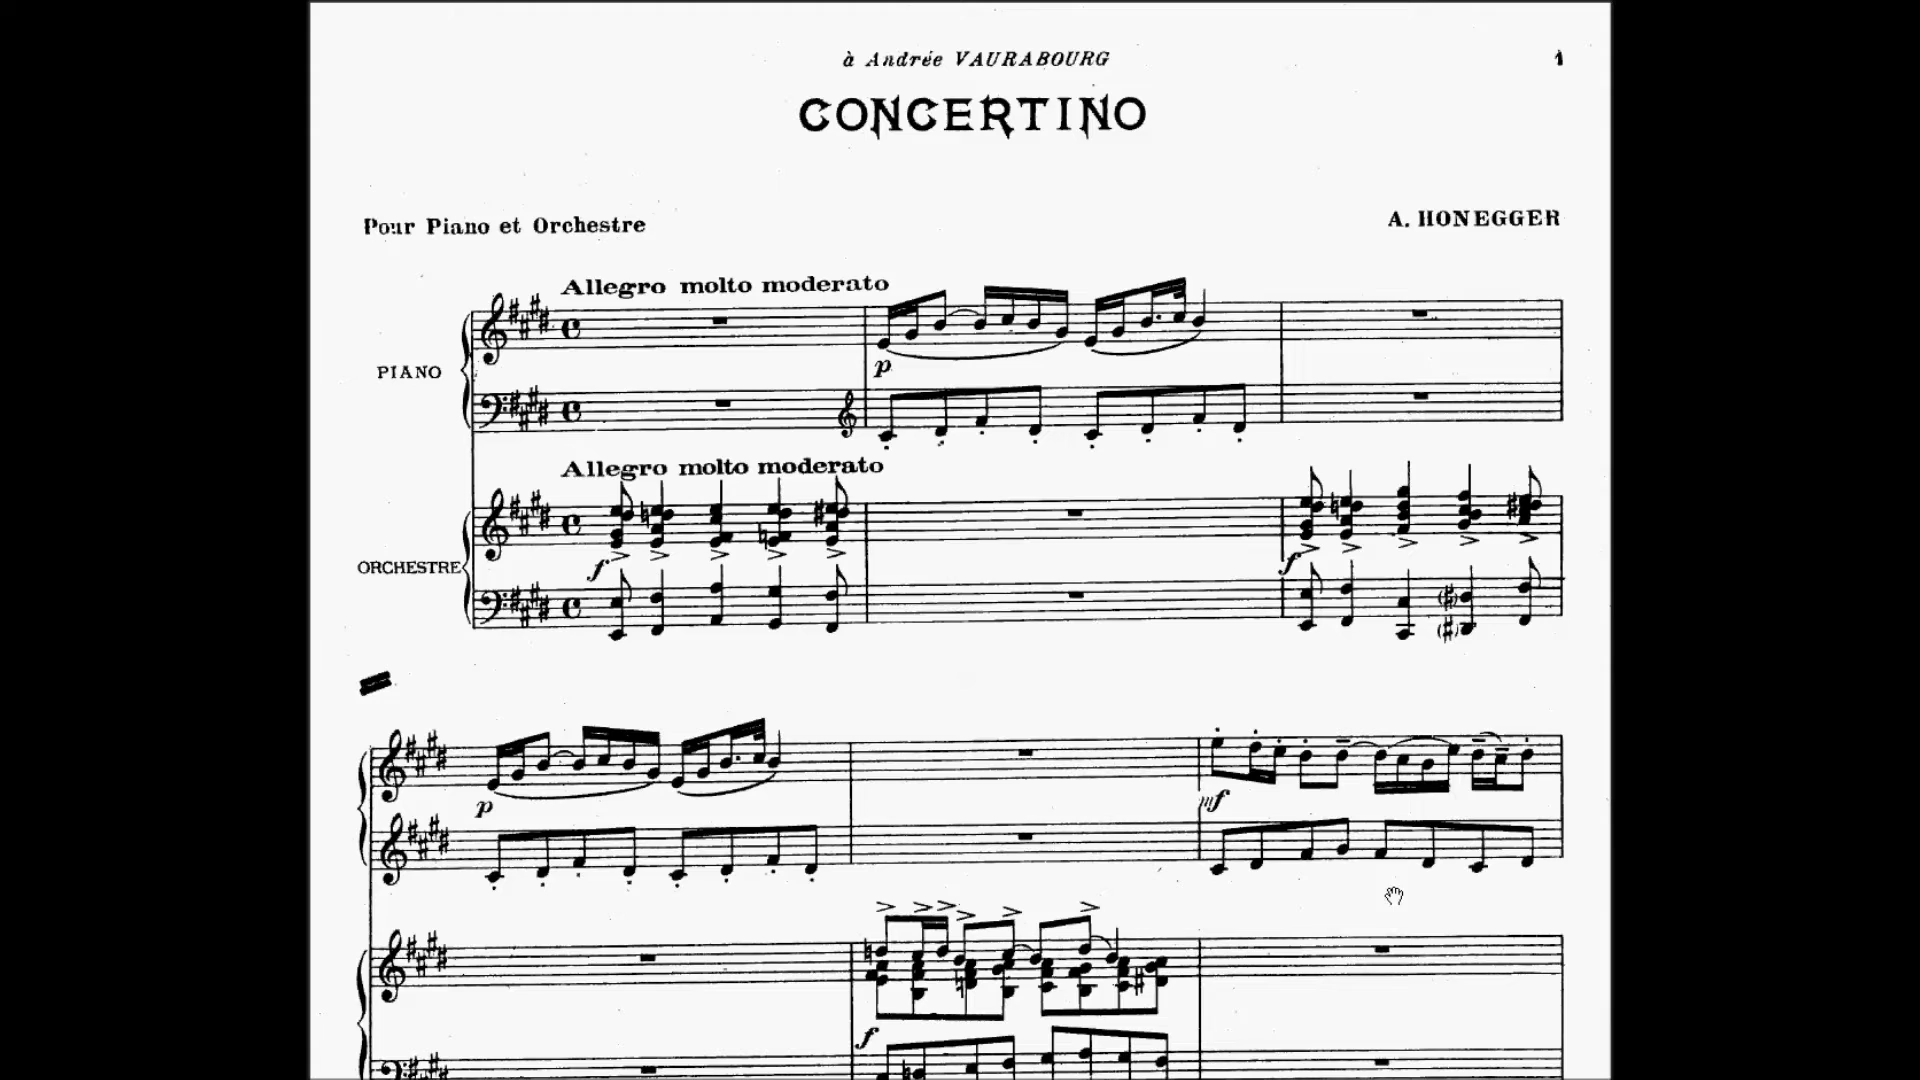 à Andrée VAURABOURG 1
CONCERTINO
Pour Piano et Orchestre A. HONEGGER
Allegro molto moderato
PIANO
p
Allegro molto moderato
ORCHESTRE
f f
p mf
f